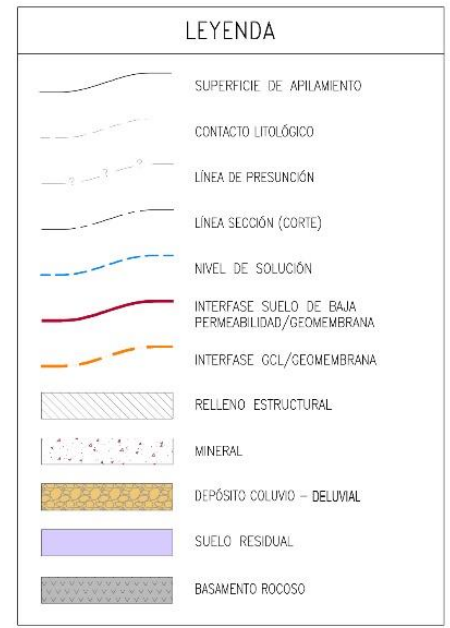 LEYENDA
SUPERFICIE DE APILAMIENTO
CONTACTO LITOLÓGICO
? ? ?
LÍNEA DE PRESUNCIÓN
LÍNEA SECCIÓN (CORTE)
NIVEL DE SOLUCIÓN
INTERFASE SUELO DE BAJA
PERMEABILIDAD/GEOMEMBRANA
INTERFASE GCL/GEOMEMBRANA
RELLENO ESTRUCTURAL
MINERAL
DEPÓSITO COLUVIO – DELUVIAL
SUELO RESIDUAL
BASAMENTO ROCOSO